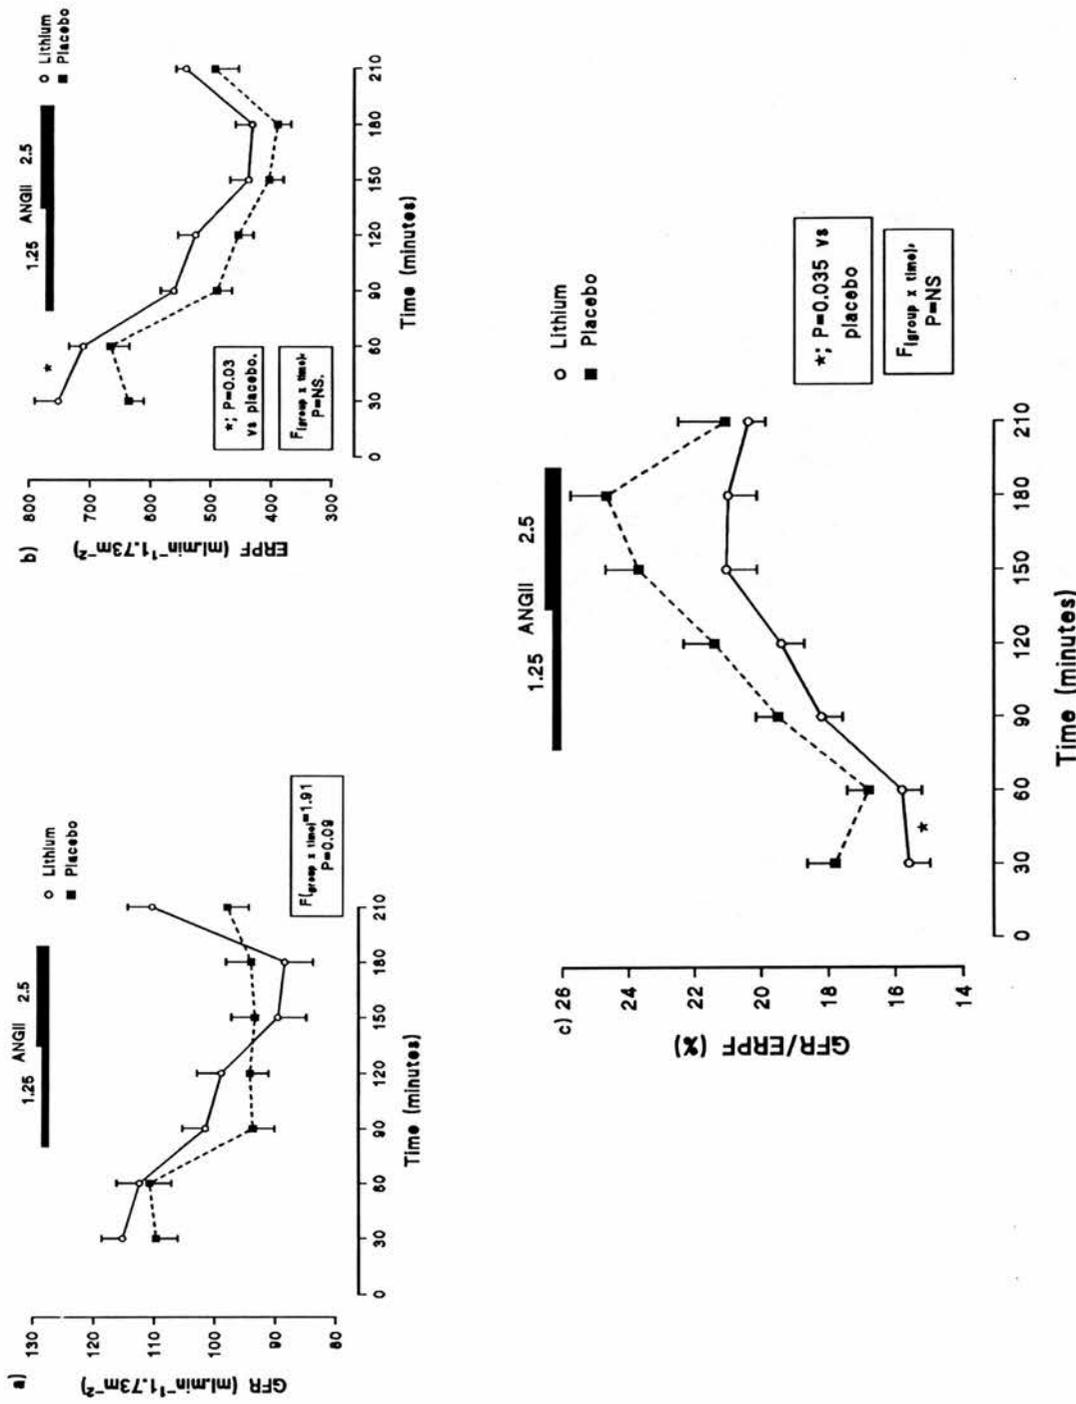 a)
130
120
110
100
90
80
GFR (ml.min⁻¹1.73m⁻²)
1.25 ANGII 2.5
Lithium
Placebo
F(group x time)=1.91
P=0.09
0 30 60 90 120 150 180 210
Time (minutes)
b)
800
700
600
500
400
300
ERPF (ml.min⁻¹1.73m⁻²)
1.25 ANGII 2.5
Lithium
Placebo
*
*; P=0.03
vs placebo.
F(group x time),
P=NS.
0 30 60 90 120 150 180 210
Time (minutes)
c)
26
24
22
20
18
16
14
GFR/ERPF (%)
1.25 ANGII 2.5
Lithium
Placebo
*
*; P=0.035 vs
placebo
F(group x time),
P=NS
0 30 60 90 120 150 180 210
Time (minutes)